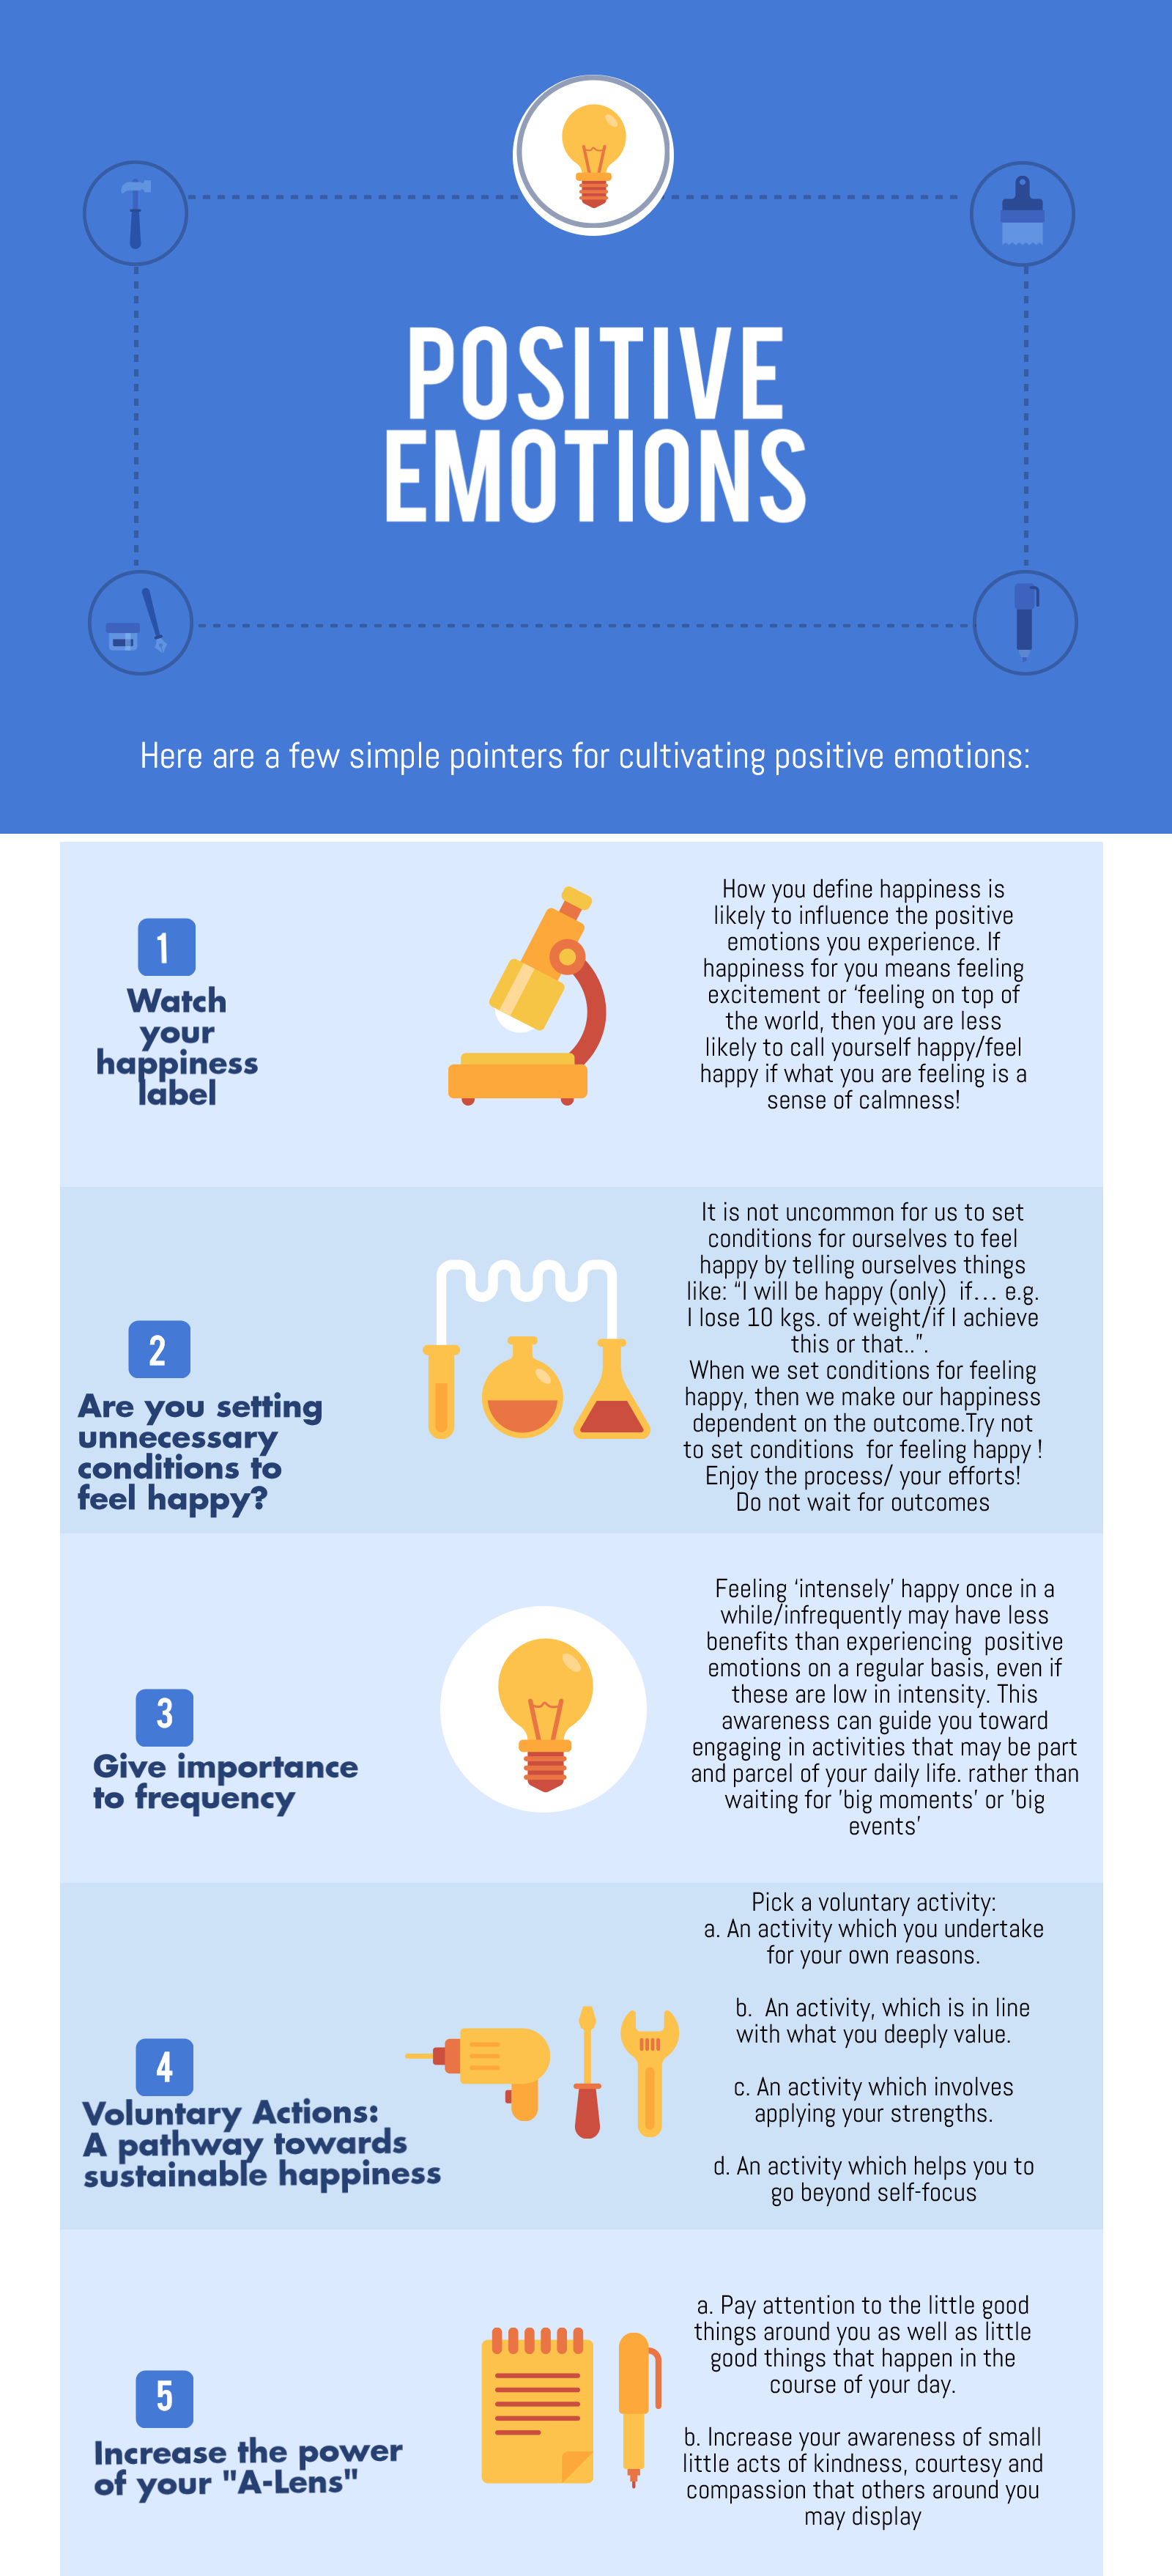 POSITIVE
EMOTIONS
Here are a few simple pointers for cultivating positive emotions:
1
Watch
your
happiness
label
How you define happiness is
likely to influence the positive
emotions you experience. If
happiness for you means feeling
excitement or ‘feeling on top of
the world, then you are less
likely to call yourself happy/feel
happy if what you are feeling is a
sense of calmness!
2
Are you setting
unnecessary
conditions to
feel happy?
It is not uncommon for us to set
conditions for ourselves to feel
happy by telling ourselves things
like: “I will be happy (only)  if... e.g.
I lose 10 kgs. of weight/if I achieve
this or that..”.
When we set conditions for feeling
happy, then we make our happiness
dependent on the outcome.Try not
to set conditions  for feeling happy !
Enjoy the process/ your efforts!
Do not wait for outcomes
3
Give importance
to frequency
Feeling ‘intensely’ happy once in a
while/infrequently may have less
benefits than experiencing  positive
emotions on a regular basis, even if
these are low in intensity. This
awareness can guide you toward
engaging in activities that may be part
and parcel of your daily life. rather than
waiting for 'big moments’ or 'big
events’
4
Voluntary Actions:
A pathway towards
sustainable happiness
Pick a voluntary activity:
a. An activity which you undertake
for your own reasons.
b.  An activity, which is in line
with what you deeply value.
c. An activity which involves
applying your strengths.
d. An activity which helps you to
go beyond self-focus
5
Increase the power
of your "A-Lens"
a. Pay attention to the little good
things around you as well as little
good things that happen in the
course of your day.
b. Increase your awareness of small
little acts of kindness, courtesy and
compassion that others around you
may display